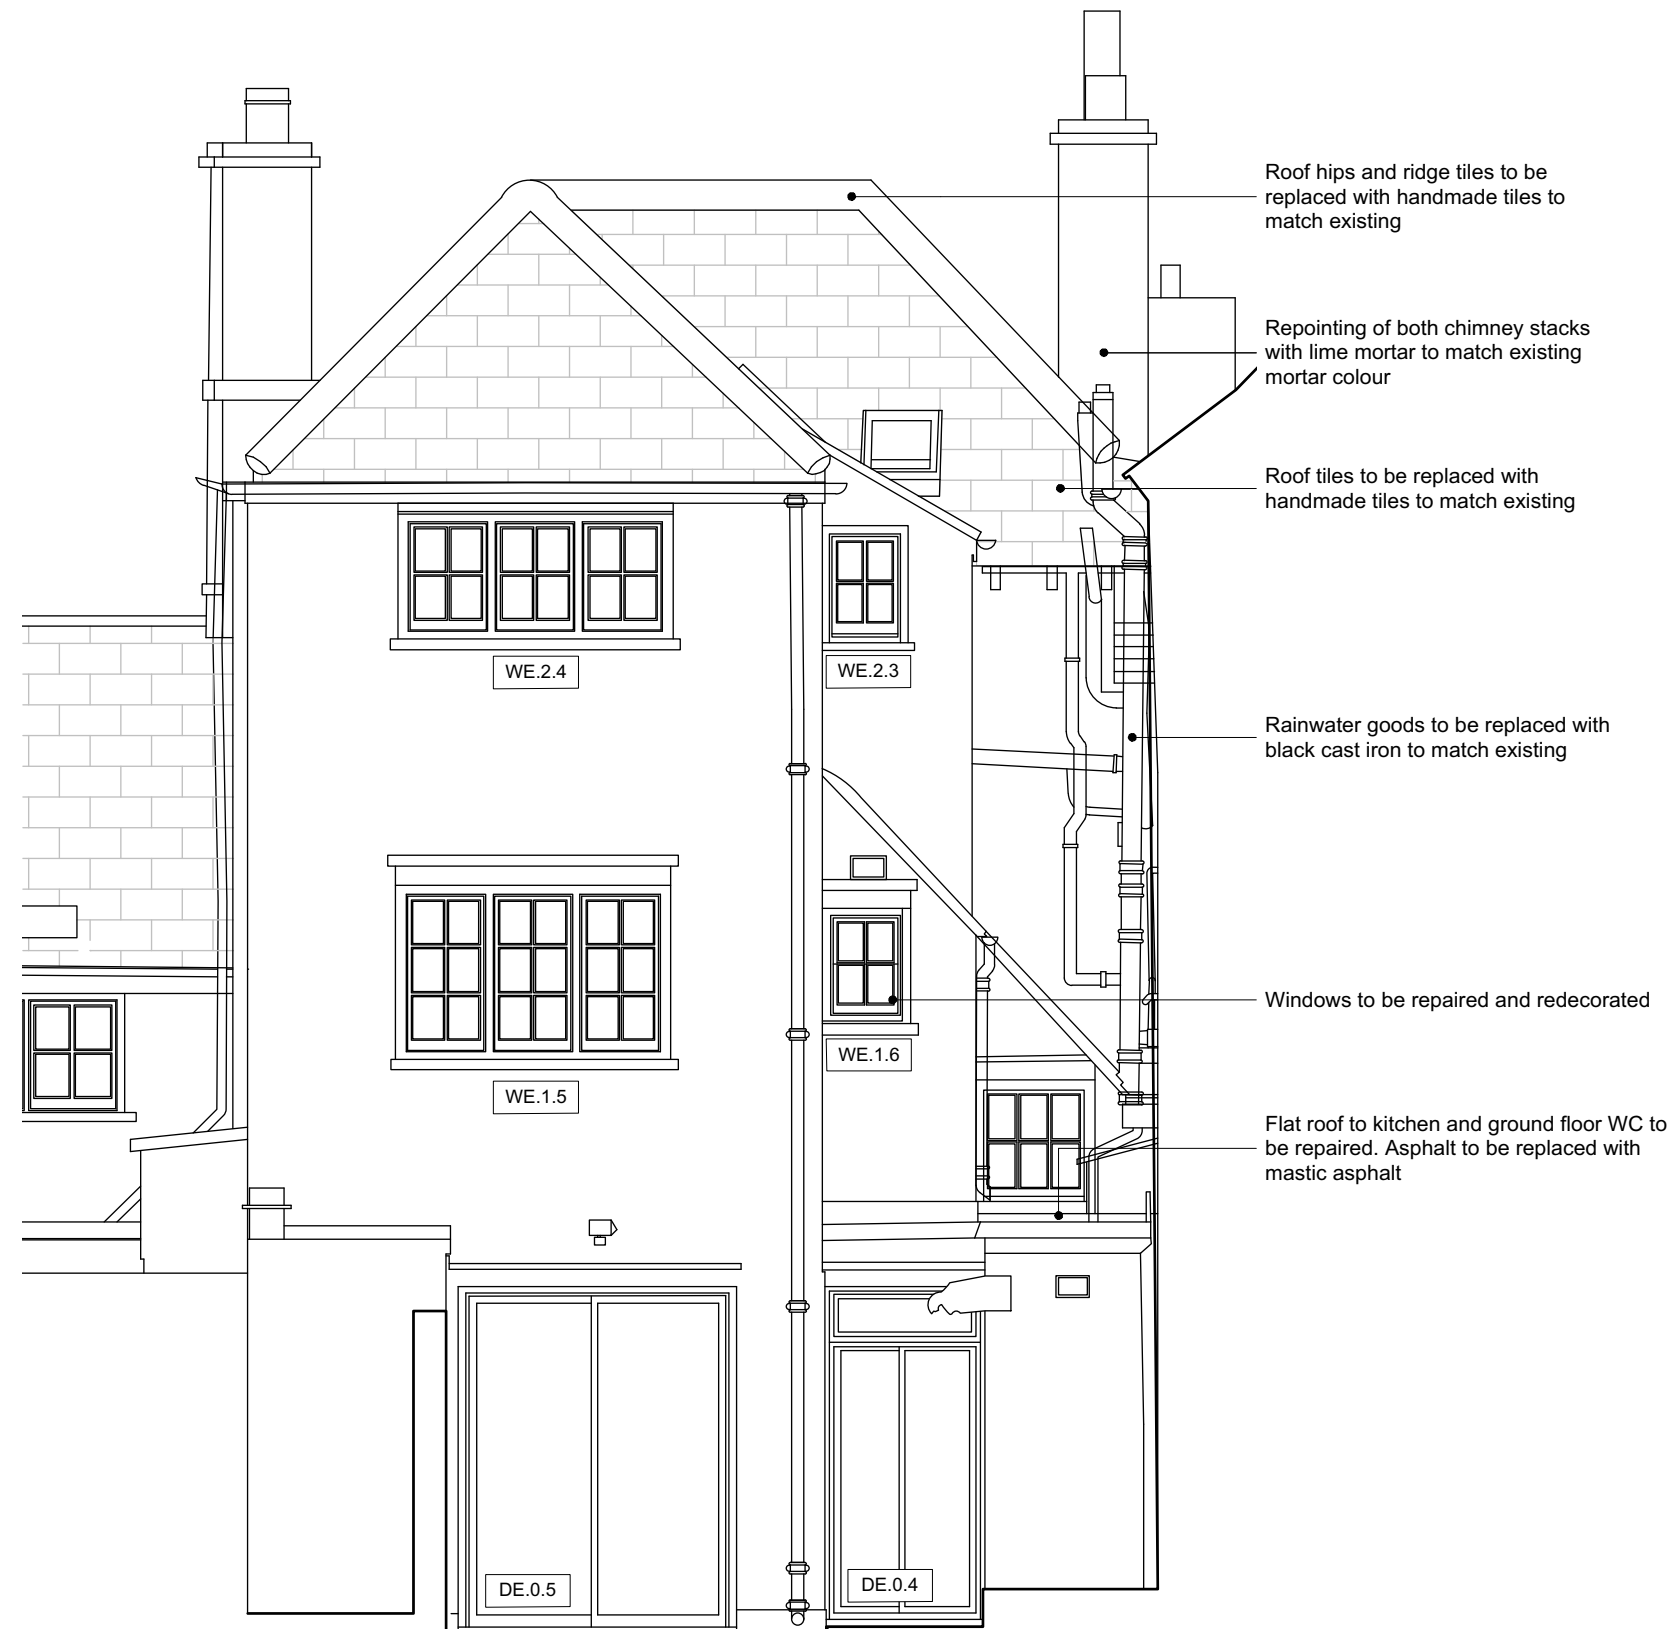 Roof hips and ridge tiles to be
replaced with handmade tiles to
match existing
Repointing of both chimney stacks
with lime mortar to match existing
mortar colour
Roof tiles to be replaced with
handmade tiles to match existing
WE.2.4
WE.2.3
Rainwater goods to be replaced with
black cast iron to match existing
Windows to be repaired and redecorated
WE.1.6
WE.1.5
Flat roof to kitchen and ground floor WC to
be repaired. Asphalt to be replaced with
mastic asphalt
DE.0.5
DE.0.4